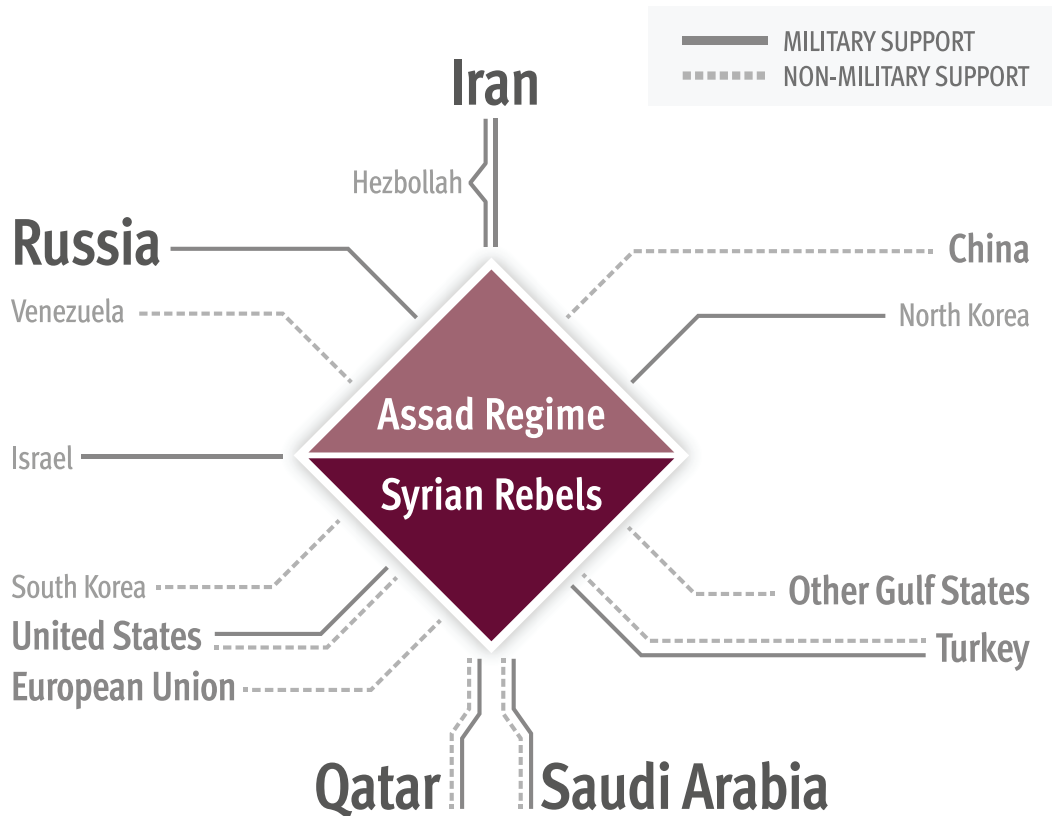 MILITARY SUPPORT
NON-MILITARY SUPPORT
Iran
Hezbollah
Russia
China
Venezuela
North Korea
Assad Regime
Israel
Syrian Rebels
South Korea
Other Gulf States
United States
Turkey
European Union
Qatar
Saudi Arabia